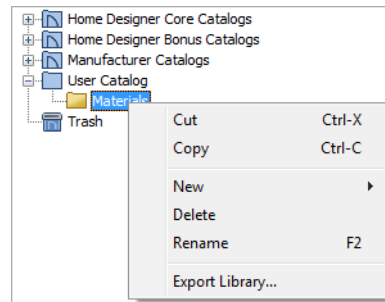 Home Designer Core Catalogs
Home Designer Bonus Catalogs
Manufacturer Catalogs
User Catalog
Materials
Trash
Cut Ctrl-X
Copy Ctrl-C
New
Delete
Rename F2
Export Library...